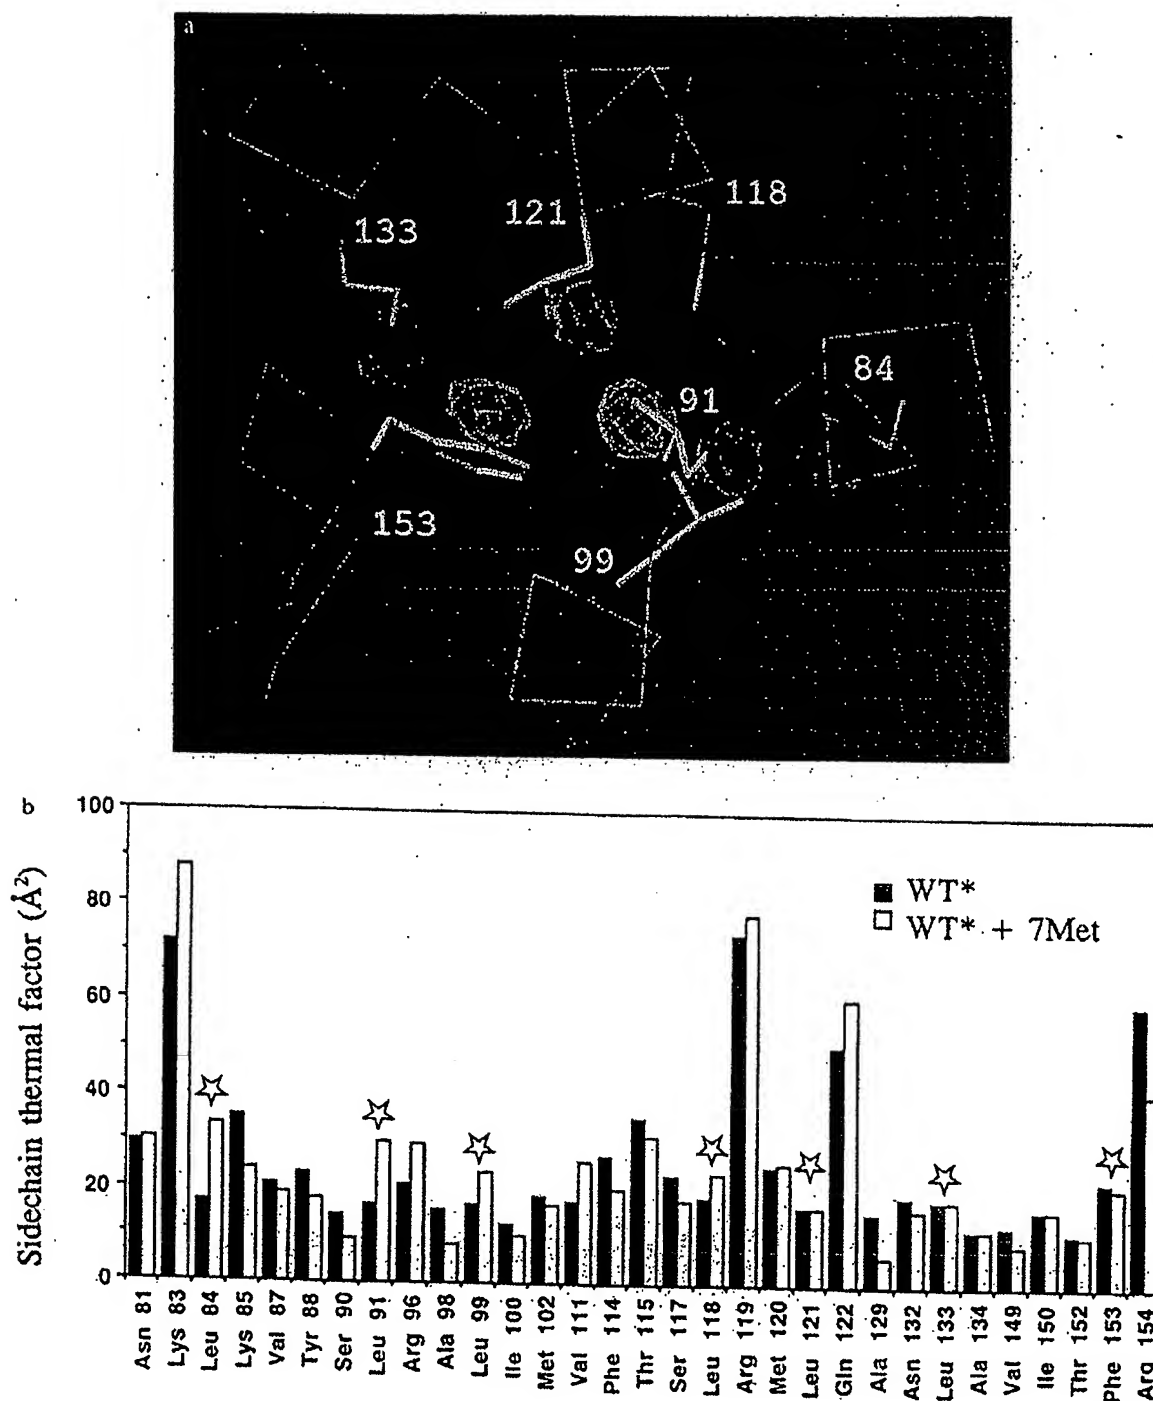 a
133
121
118
84
91
153
99
b
100
80
60
40
20
0
Sidechain thermal factor (Å²)
WT*
WT* + 7Met
Asn 81
Lys 83
Leu 84
Lys 85
Val 87
Tyr 88
Ser 90
Leu 91
Arg 96
Ala 98
Leu 99
Ile 100
Met 102
Val 111
Phe 114
Thr 115
Ser 117
Leu 118
Arg 119
Met 120
Leu 121
Gln 122
Ala 129
Asn 132
Leu 133
Ala 134
Val 149
Ile 150
Thr 152
Phe 153
Arg 154